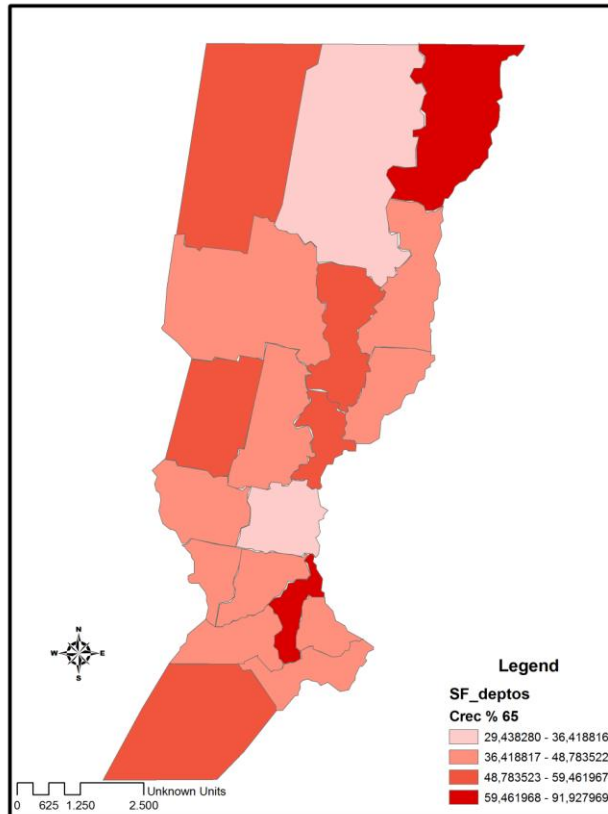 N
W E
S
Legend
SF_deptos
Crec % 65
29,438280 - 36,418816
36,418817 - 48,783522
48,783523 - 59,461967
59,461968 - 91,927969
Unknown Units
0 625 1.250 2.500